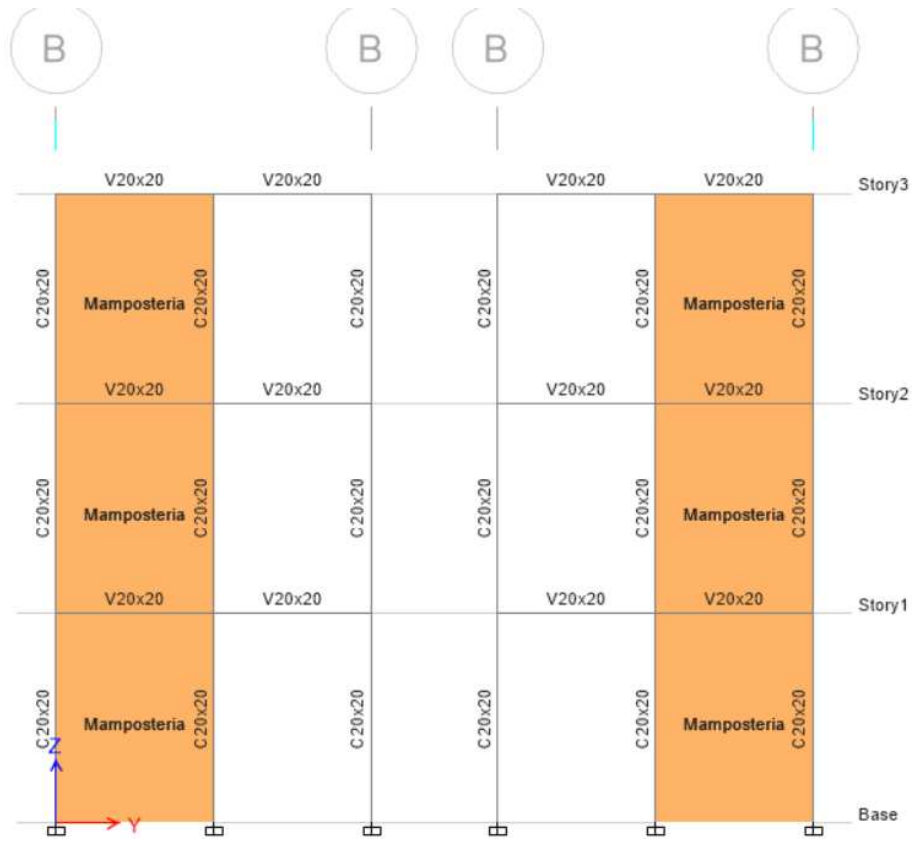 B B B B
V20x20 V20x20 V20x20 V20x20 Story3
C20x20 Mamposteria C20x20 C20x20 C20x20 C20x20 Mamposteria C20x20
V20x20 V20x20 V20x20 V20x20 Story2
C20x20 Mamposteria C20x20 C20x20 C20x20 C20x20 Mamposteria C20x20
V20x20 V20x20 V20x20 V20x20 Story1
C20x20 Mamposteria C20x20 C20x20 C20x20 C20x20 Mamposteria C20x20
Z
Y Base